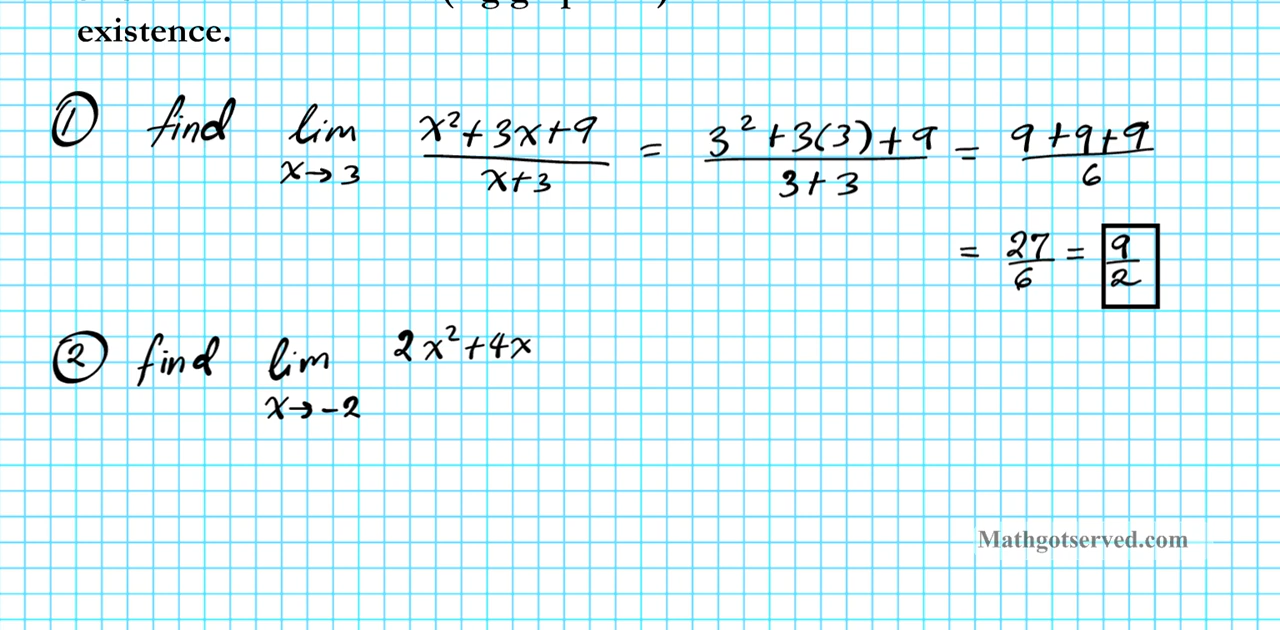 existence.
① find lim x→3 (x²+3x+9)/(x+3) = (3²+3(3)+9)/(3+3) = (9+9+9)/6
= 27/6 = 9/2
② find lim x→-2 2x²+4x
Mathgotserved.com